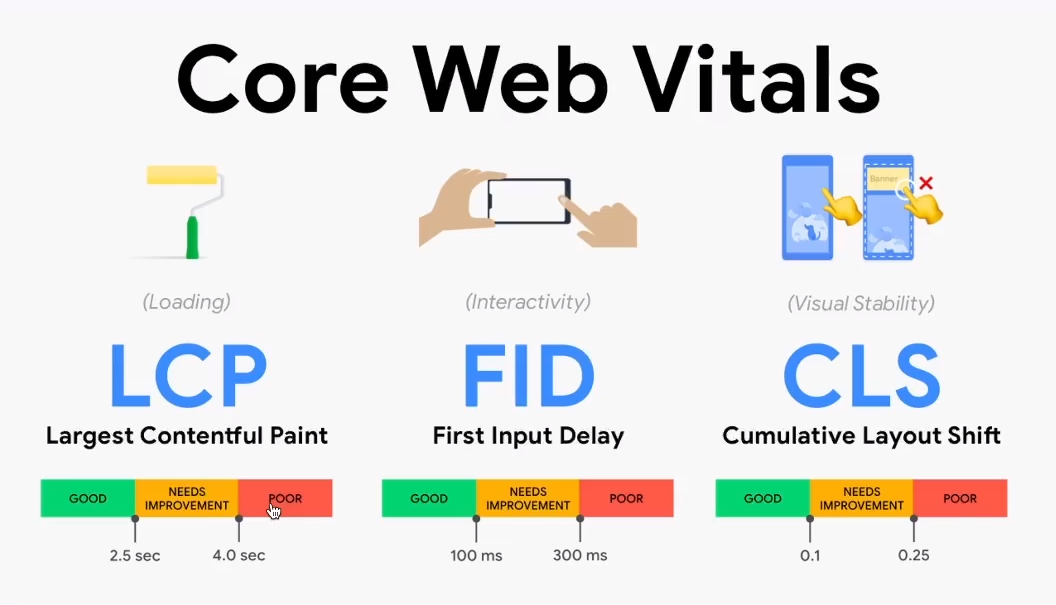 Core Web Vitals
Banner
(Loading)
(Interactivity)
(Visual Stability)
LCP
FID
CLS
Largest Contentful Paint
First Input Delay
Cumulative Layout Shift
GOOD
NEEDS
IMPROVEMENT
POOR
GOOD
NEEDS
IMPROVEMENT
POOR
GOOD
NEEDS
IMPROVEMENT
POOR
2.5 sec
4.0 sec
100 ms
300 ms
0.1
0.25